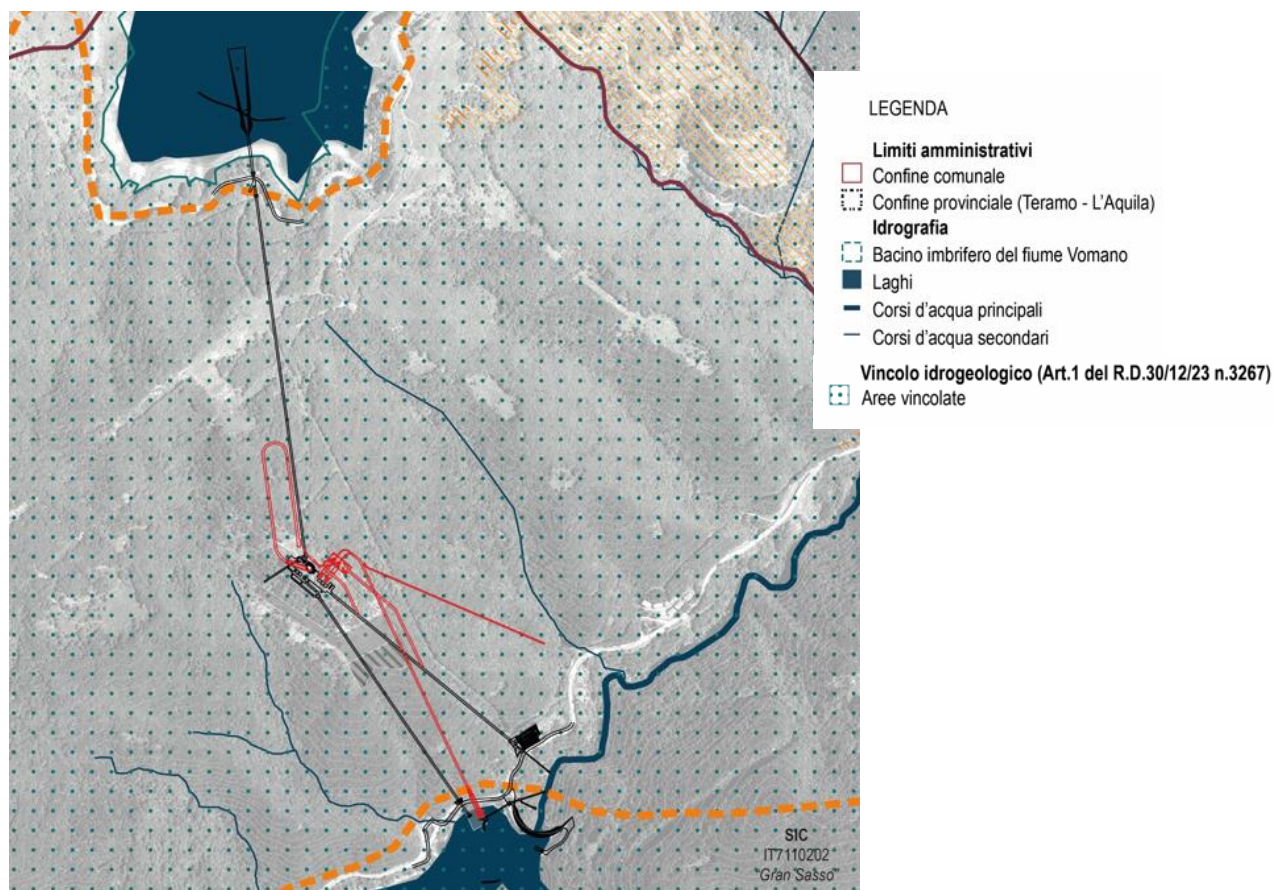 LEGENDA
Limiti amministrativi
Confine comunale
Confine provinciale (Teramo - L'Aquila)
Idrografia
Bacino imbrifero del fiume Vomano
Laghi
Corsi d'acqua principali
Corsi d'acqua secondari
Vincolo idrogeologico (Art.1 del R.D.30/12/23 n.3267)
Aree vincolate
SIC
IT7110202
"Gran Sasso"